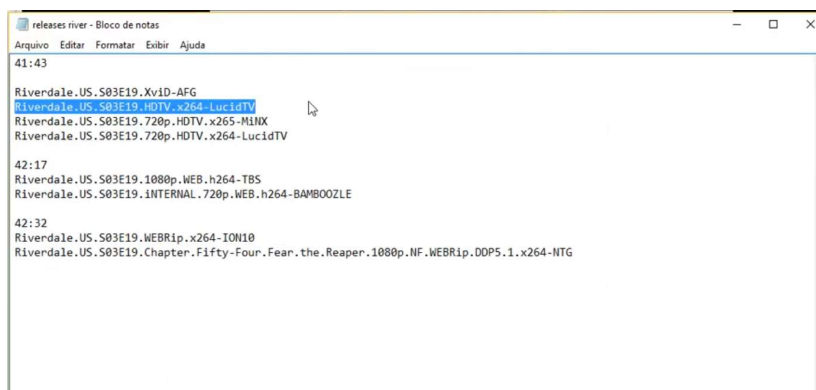 releases river - Bloco de notas
Arquivo Editar Formatar Exibir Ajuda
41:43
Riverdale.US.S03E19.XviD-AFG
Riverdale.US.S03E19.HDTV.x264-LucidTV
Riverdale.US.S03E19.720p.HDTV.x265-MiNX
Riverdale.US.S03E19.720p.HDTV.x264-LucidTV
42:17
Riverdale.US.S03E19.1080p.WEB.h264-TBS
Riverdale.US.S03E19.iNTERNAL.720p.WEB.h264-BAMBOOZLE
42:32
Riverdale.US.S03E19.WEBRip.x264-ION10
Riverdale.US.S03E19.Chapter.Fifty-Four.Fear.the.Reaper.1080p.NF.WEBRip.DDP5.1.x264-NTG